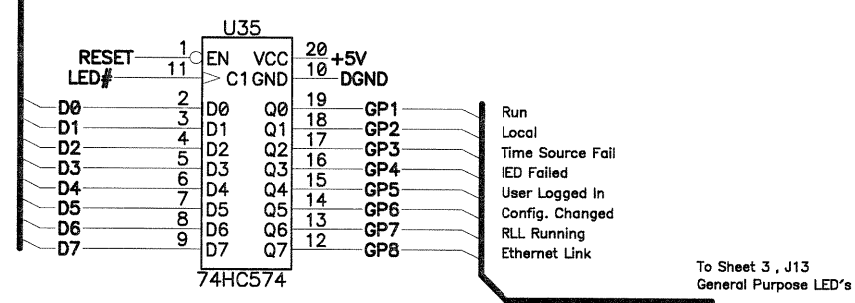 U35
RESET 1 EN VCC 20 +5V
LED# 11 C1 GND 10 DGND
D0 2 D0 Q0 19 GP1 Run
D1 3 D1 Q1 18 GP2 Local
D2 4 D2 Q2 17 GP3 Time Source Fail
D3 5 D3 Q3 16 GP4 IED Failed
D4 6 D4 Q4 15 GP5 User Logged In
D5 7 D5 Q5 14 GP6 Config. Changed
D6 8 D6 Q6 13 GP7 RLL Running
D7 9 D7 Q7 12 GP8 Ethernet Link
74HC574
To Sheet 3 , J13
General Purpose LED's